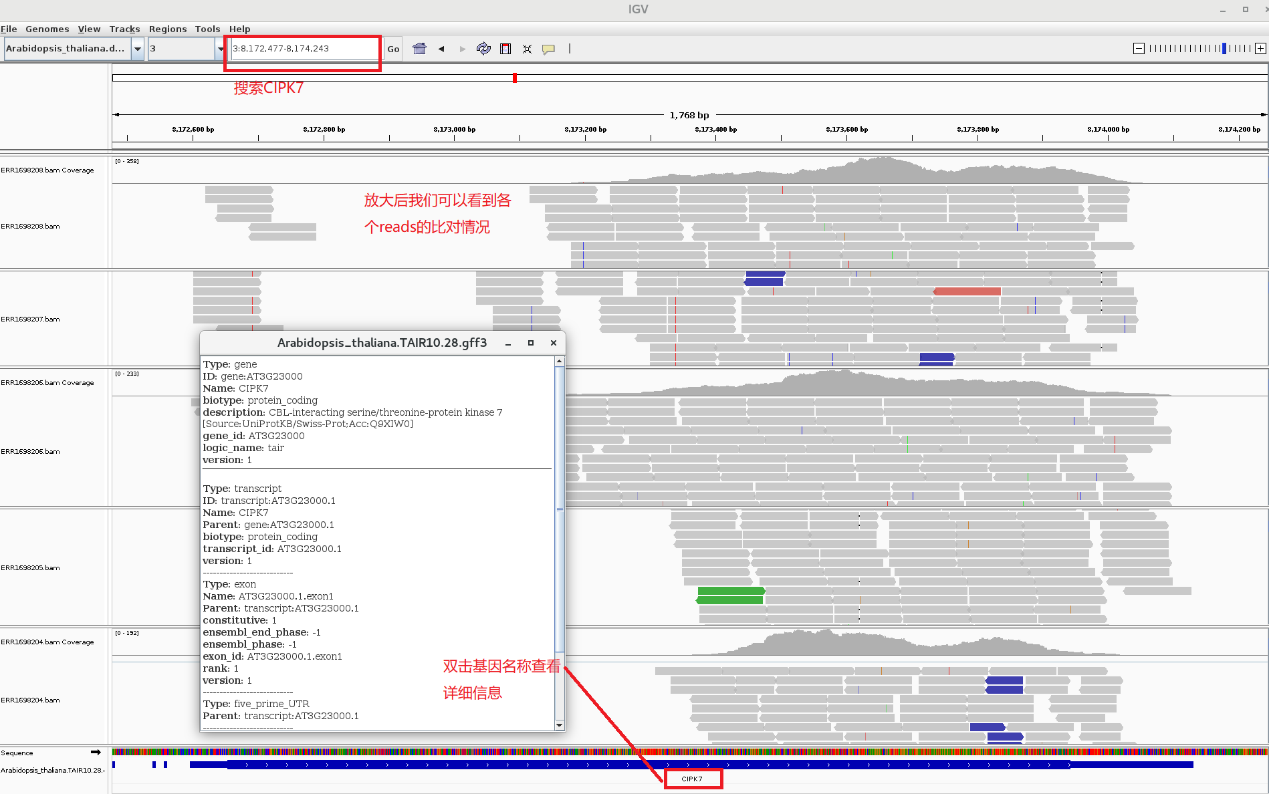 IGV
File Genomes View Tracks Regions Tools Help
Arabidopsis_thaliana.d... 3 3:8,172,477-8,174,243 Go
搜索CIPK7
1,768 bp
8,172,600 bp 8,172,800 bp 8,173,000 bp 8,173,200 bp 8,173,400 bp 8,173,600 bp 8,173,800 bp 8,174,000 bp 8,174,200 bp
[0 - 358]
ERR1698208.bam Coverage
放大后我们可以看到各
个reads的比对情况
ERR1698208.bam
ERR1698207.bam
Arabidopsis_thaliana.TAIR10.28.gff3
Type: gene
ID: gene:AT3G23000
Name: CIPK7
biotype: protein_coding
description: CBL-interacting serine/threonine-protein kinase 7
[Source:UniProtKB/Swiss-Prot;Acc:Q9XIW0]
gene_id: AT3G23000
logic_name: tair
version: 1
Type: transcript
ID: transcript:AT3G23000.1
Name: CIPK7
Parent: gene:AT3G23000.1
biotype: protein_coding
transcript_id: AT3G23000.1
version: 1
---------------------------
Type: exon
Name: AT3G23000.1.exon1
Parent: transcript:AT3G23000.1
constitutive: 1
ensembl_end_phase: -1
ensembl_phase: -1
exon_id: AT3G23000.1.exon1
rank: 1
version: 1
---------------------------
Type: five_prime_UTR
Parent: transcript:AT3G23000.1
---------------------------
[0 - 231]
ERR1698206.bam Coverage
ERR1698206.bam
ERR1698205.bam
[0 - 192]
ERR1698204.bam Coverage
双击基因名称查看
详细信息
ERR1698204.bam
Sequence
Arabidopsis_thaliana.TAIR10.28.
CIPK7